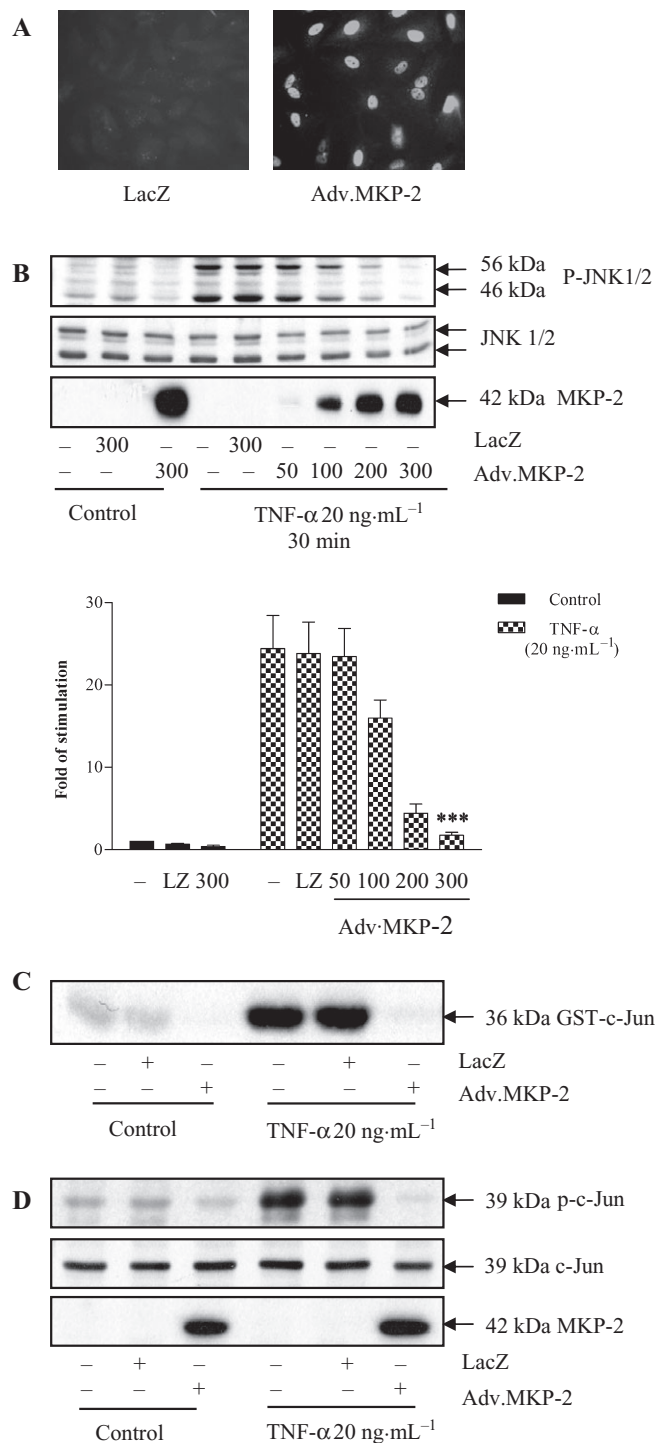 A
LacZ Adv.MKP-2
B
56 kDa P-JNK1/2
46 kDa
JNK 1/2
42 kDa MKP-2
– 300 – – 300 – – – – LacZ
– – 300 – – 50 100 200 300 Adv.MKP-2
Control TNF-α 20 ng·mL⁻¹
30 min
30
20
10
0
Fold of stimulation
Control
TNF-α
(20 ng·mL⁻¹)
***
– LZ 300 – LZ 50 100 200 300
Adv·MKP-2
C
36 kDa GST-c-Jun
– + – – + – LacZ
– – + – – + Adv.MKP-2
Control TNF-α 20 ng·mL⁻¹
D
39 kDa p-c-Jun
39 kDa c-Jun
42 kDa MKP-2
– + – – + – LacZ
– – + – – + Adv.MKP-2
Control TNF-α 20 ng·mL⁻¹